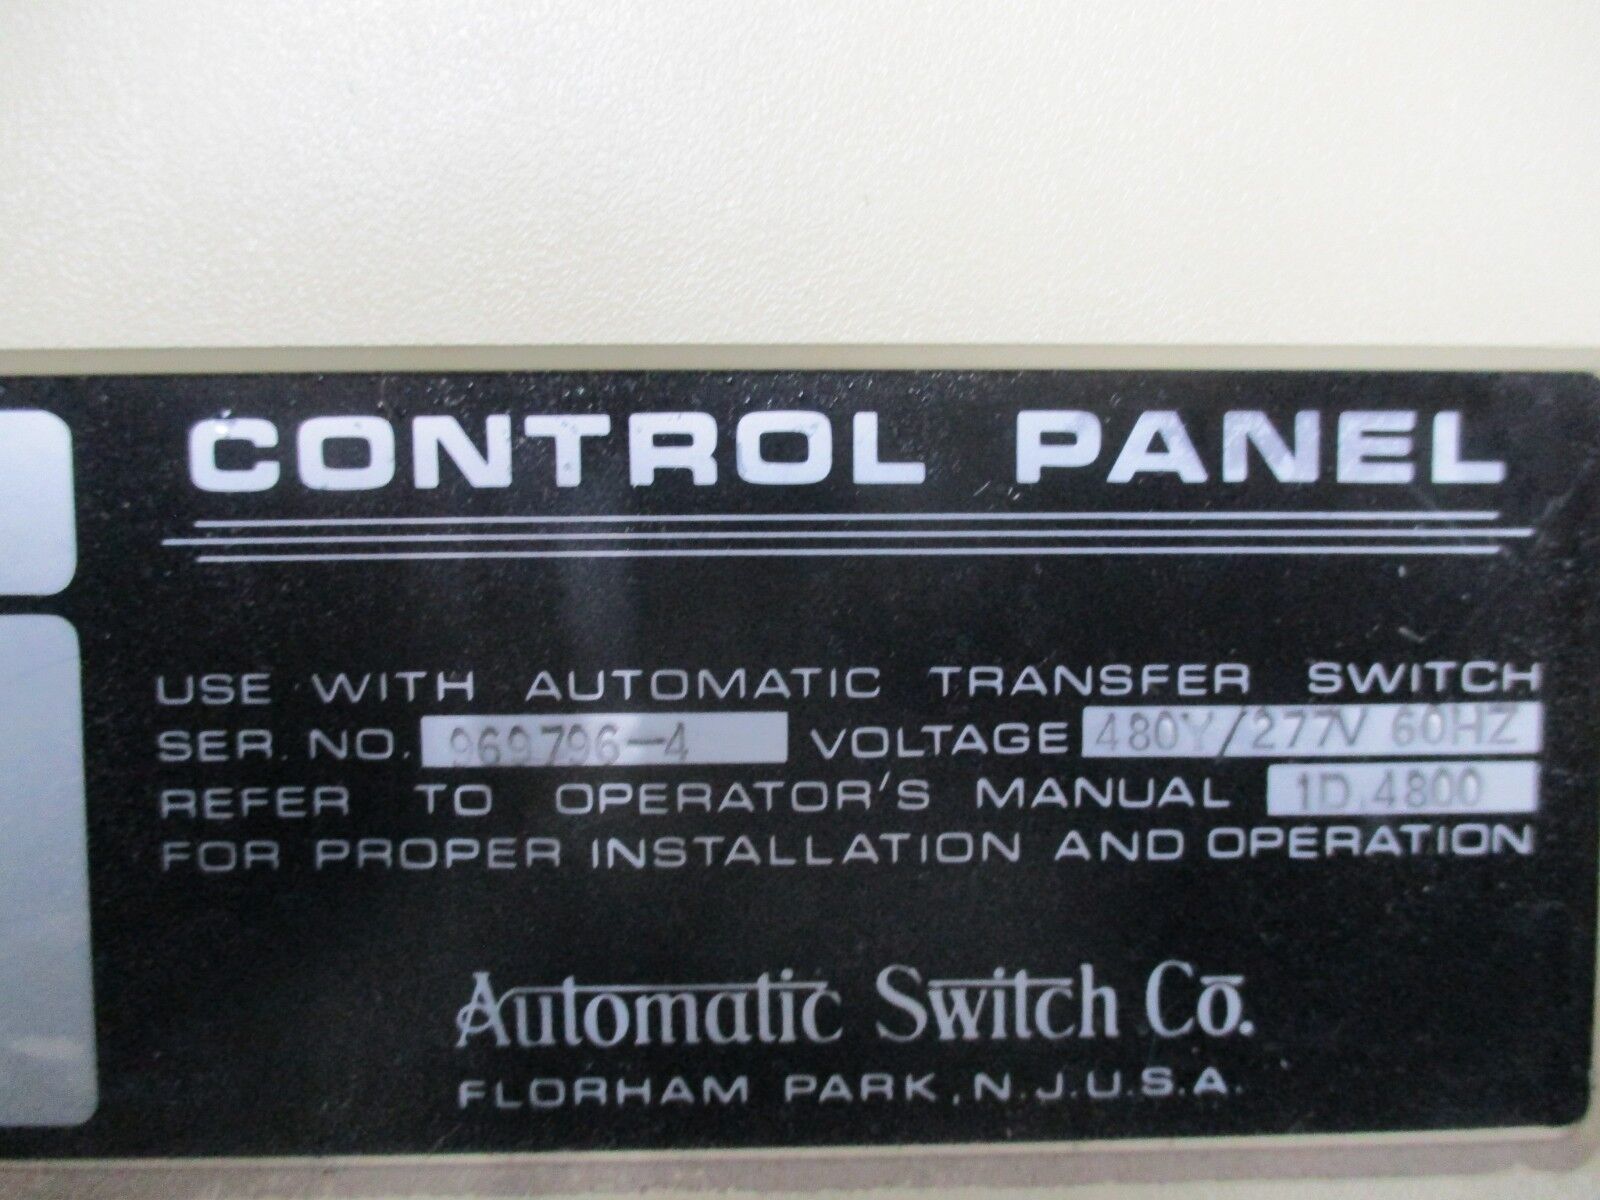 CONTROL PANEL
USE WITH AUTOMATIC TRANSFER SWITCH
SER. NO. 969796-4 VOLTAGE 480Y/277V 60HZ
REFER TO OPERATOR'S MANUAL 1D.4800
FOR PROPER INSTALLATION AND OPERATION
Automatic Switch Co.
FLORHAM PARK, N.J.U.S.A.